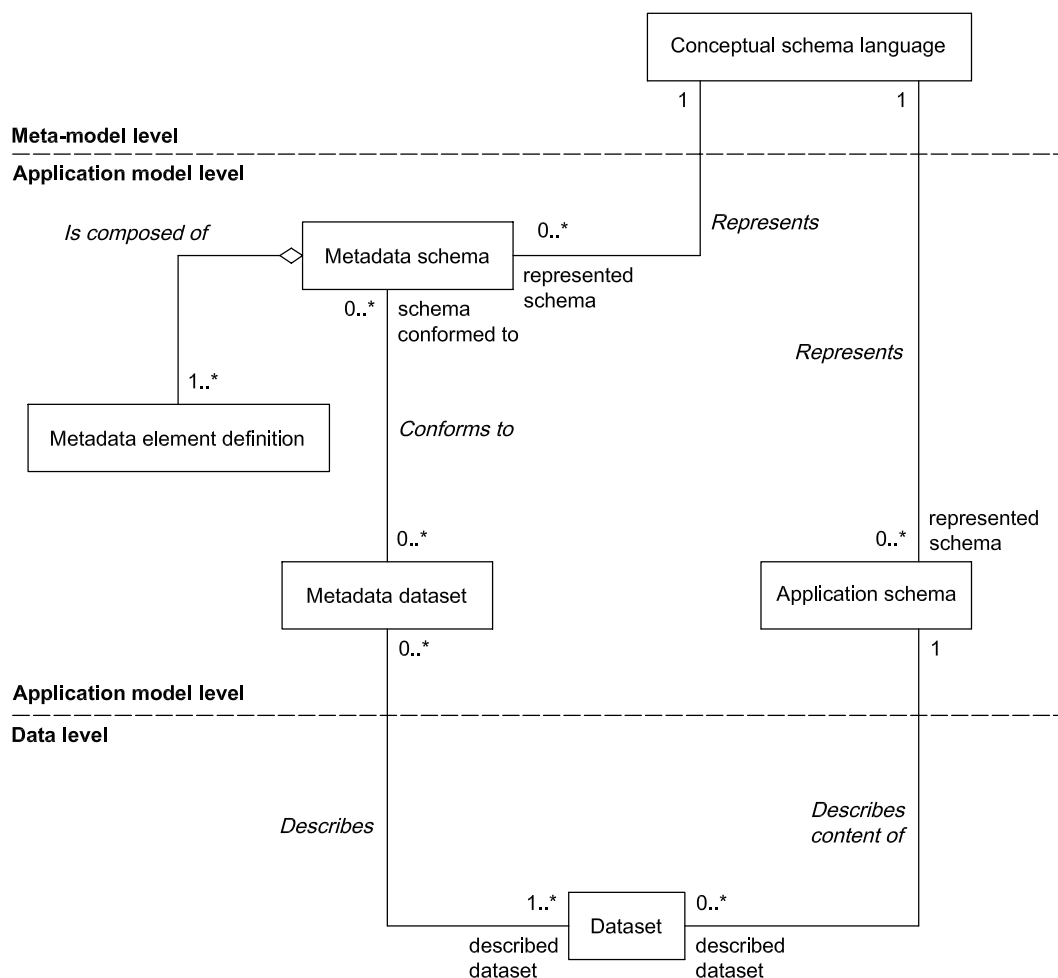 Conceptual schema language
1
1
Meta-model level
Application model level
Is composed of
Metadata schema
0..*
Represents
represented
schema
0..*
schema
conformed to
Represents
1..*
Metadata element definition
Conforms to
0..*
0..*
represented
schema
Metadata dataset
Application schema
0..*
1
Application model level
Data level
Describes
Describes
content of
1..*
Dataset
0..*
described
dataset
described
dataset